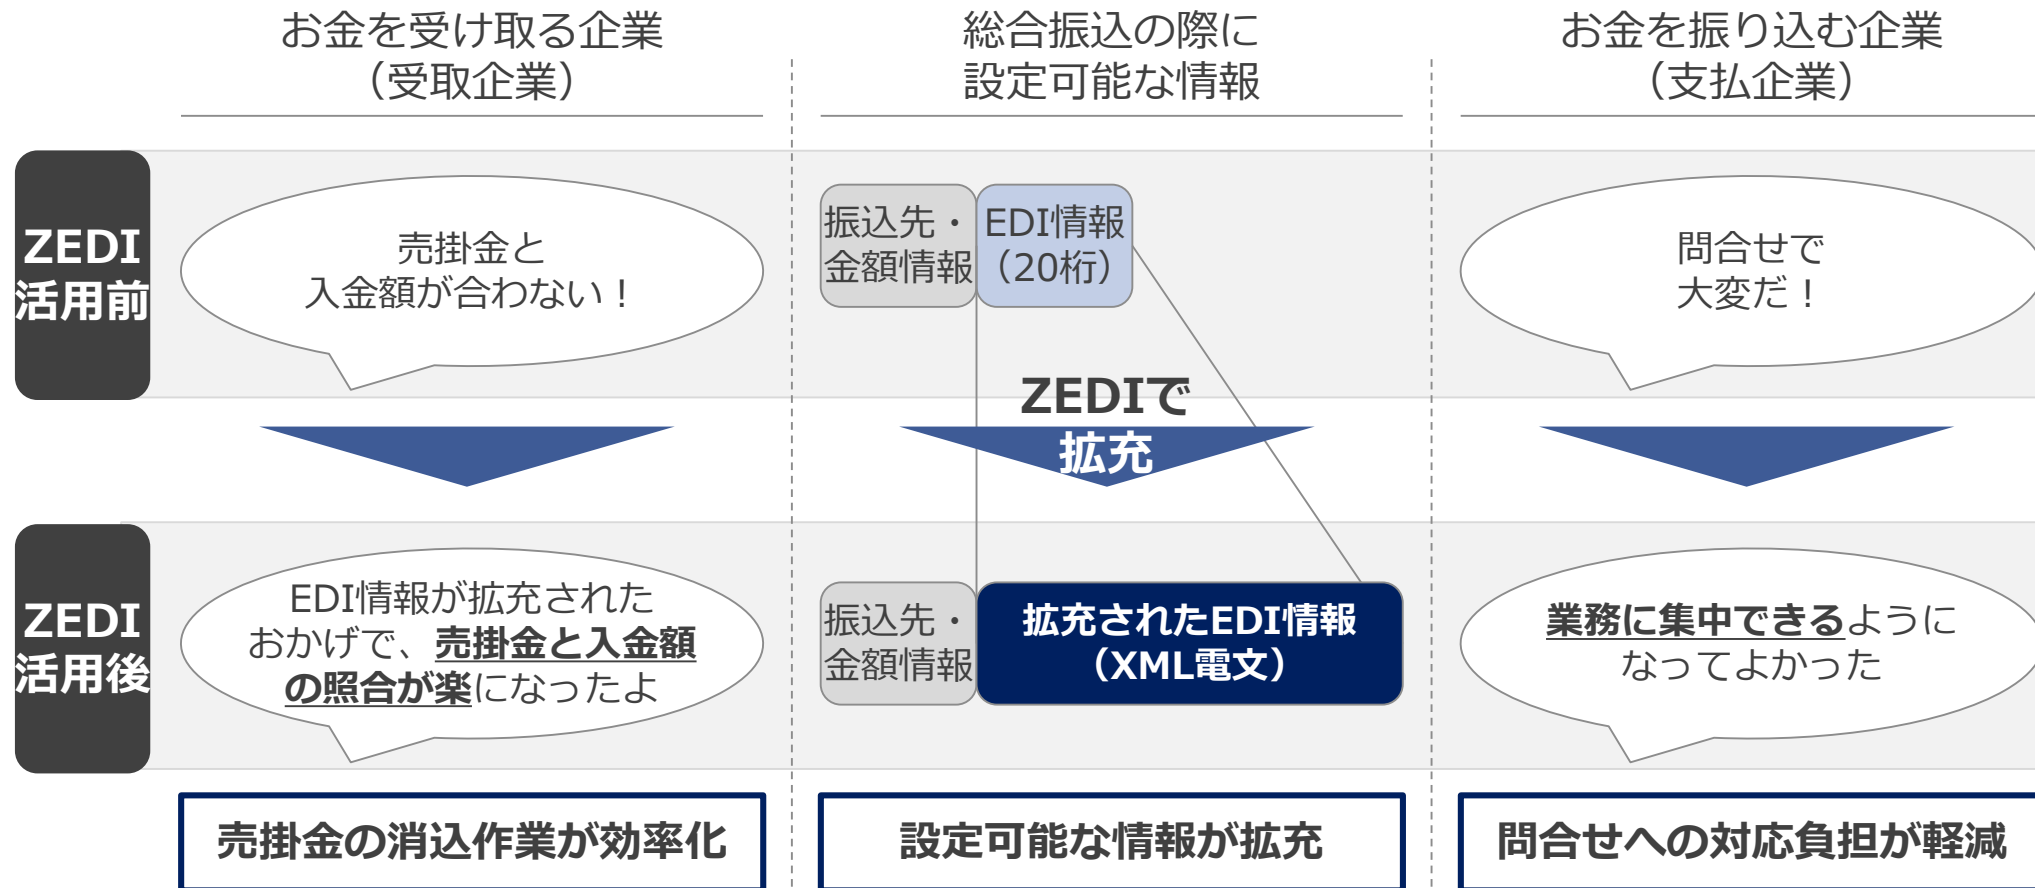 お金を受け取る企業
（受取企業）
総合振込の際に
設定可能な情報
お金を振り込む企業
（支払企業）
ZEDI
活用前
売掛金と
入金額が合わない！
振込先・
金額情報
EDI情報
（20桁）
問合せで
大変だ！
ZEDIで
拡充
ZEDI
活用後
EDI情報が拡充された
おかげで、売掛金と入金額
の照合が楽になったよ
振込先・
金額情報
拡充されたEDI情報
（XML電文）
業務に集中できるように
なってよかった
売掛金の消込作業が効率化
設定可能な情報が拡充
問合せへの対応負担が軽減